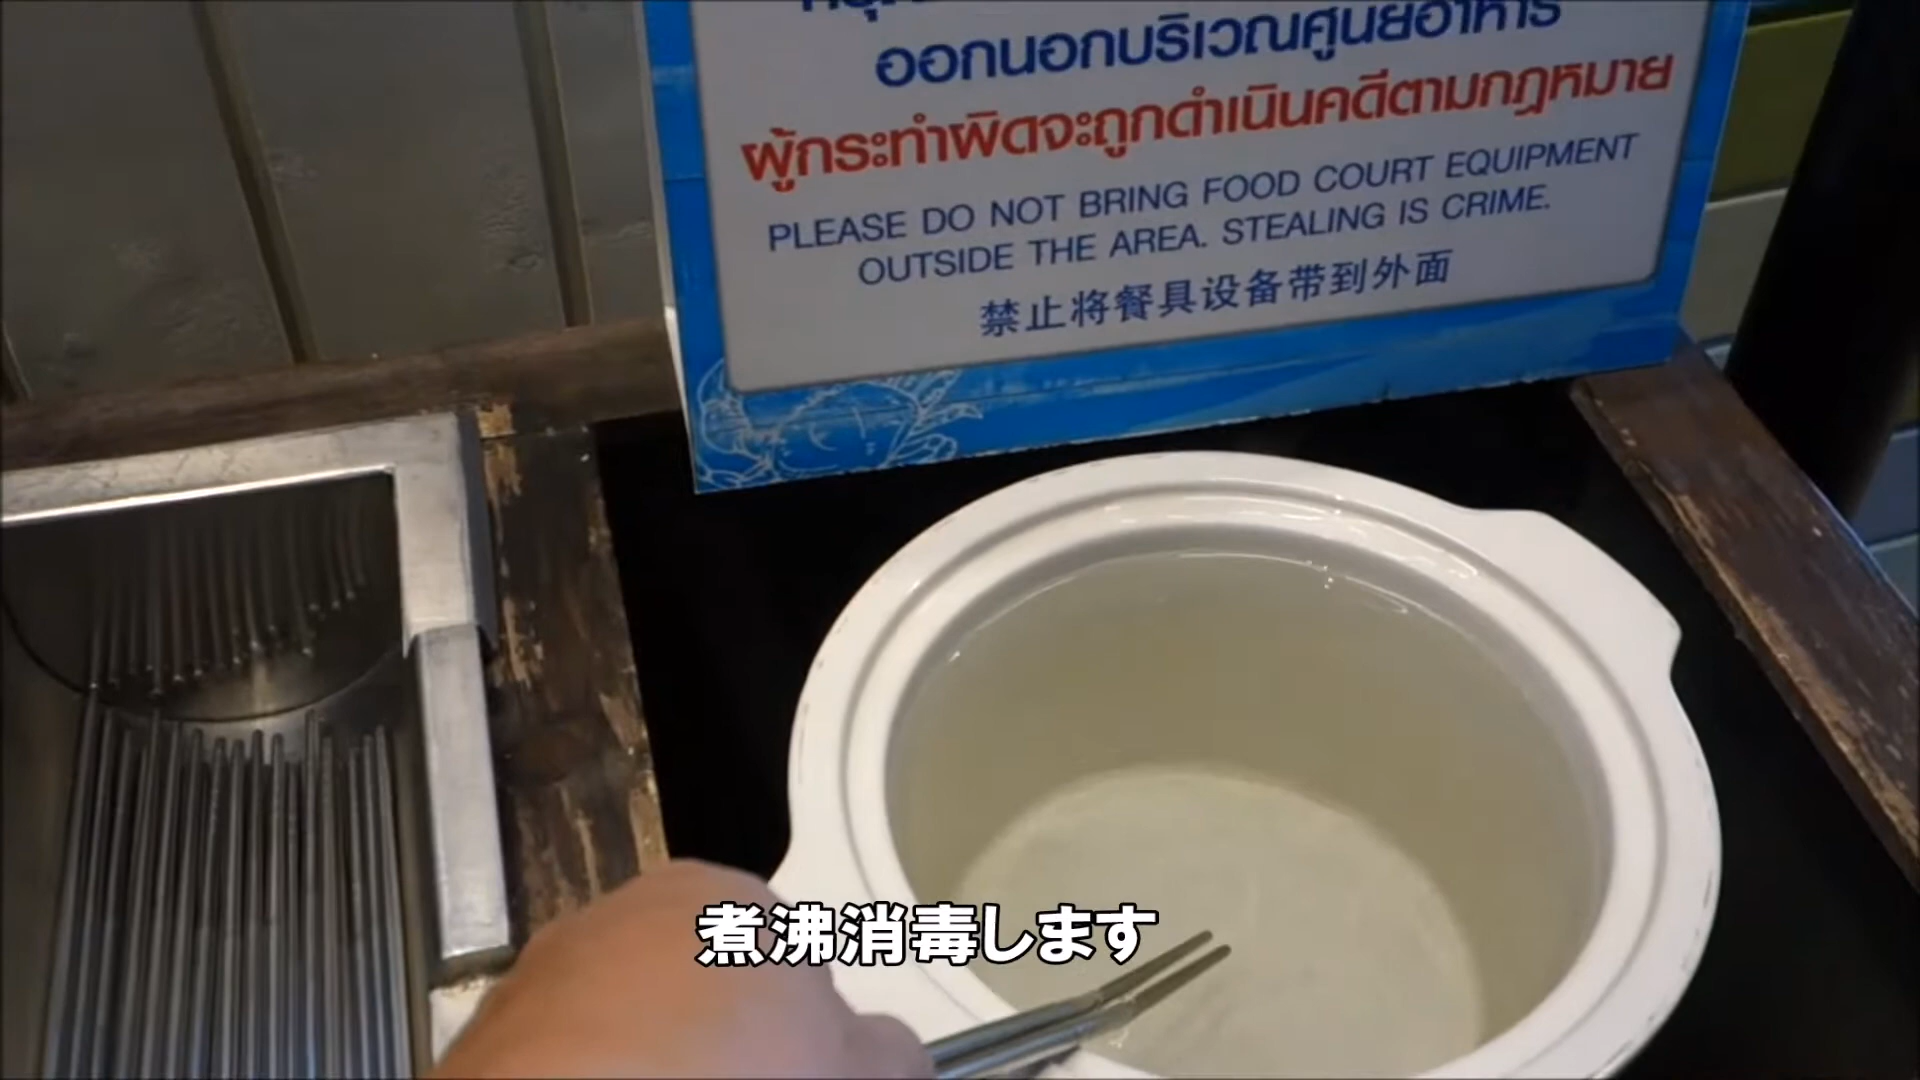 ออกนอกบริเวณศูนย์อาหาร
ผู้กระทำผิดจะถูกดำเนินคดีตามกฎหมาย
PLEASE DO NOT BRING FOOD COURT EQUIPMENT
OUTSIDE THE AREA. STEALING IS CRIME.
禁止将餐具设备带到外面
煮沸消毒します